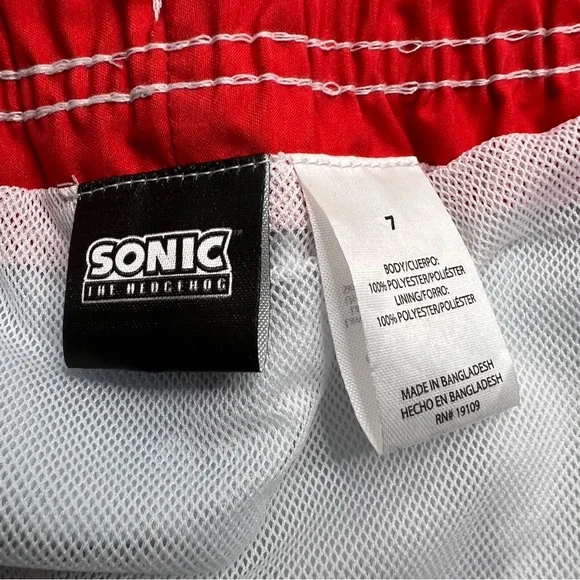 SONIC
THE HEDGEHOG
7
BODY/CUERPO:
100% POLYESTER/POLIÉSTER
LINING/FORRO:
100% POLYESTER/POLIÉSTER
MADE IN BANGLADESH
HECHO EN BANGLADESH
RN# 19109